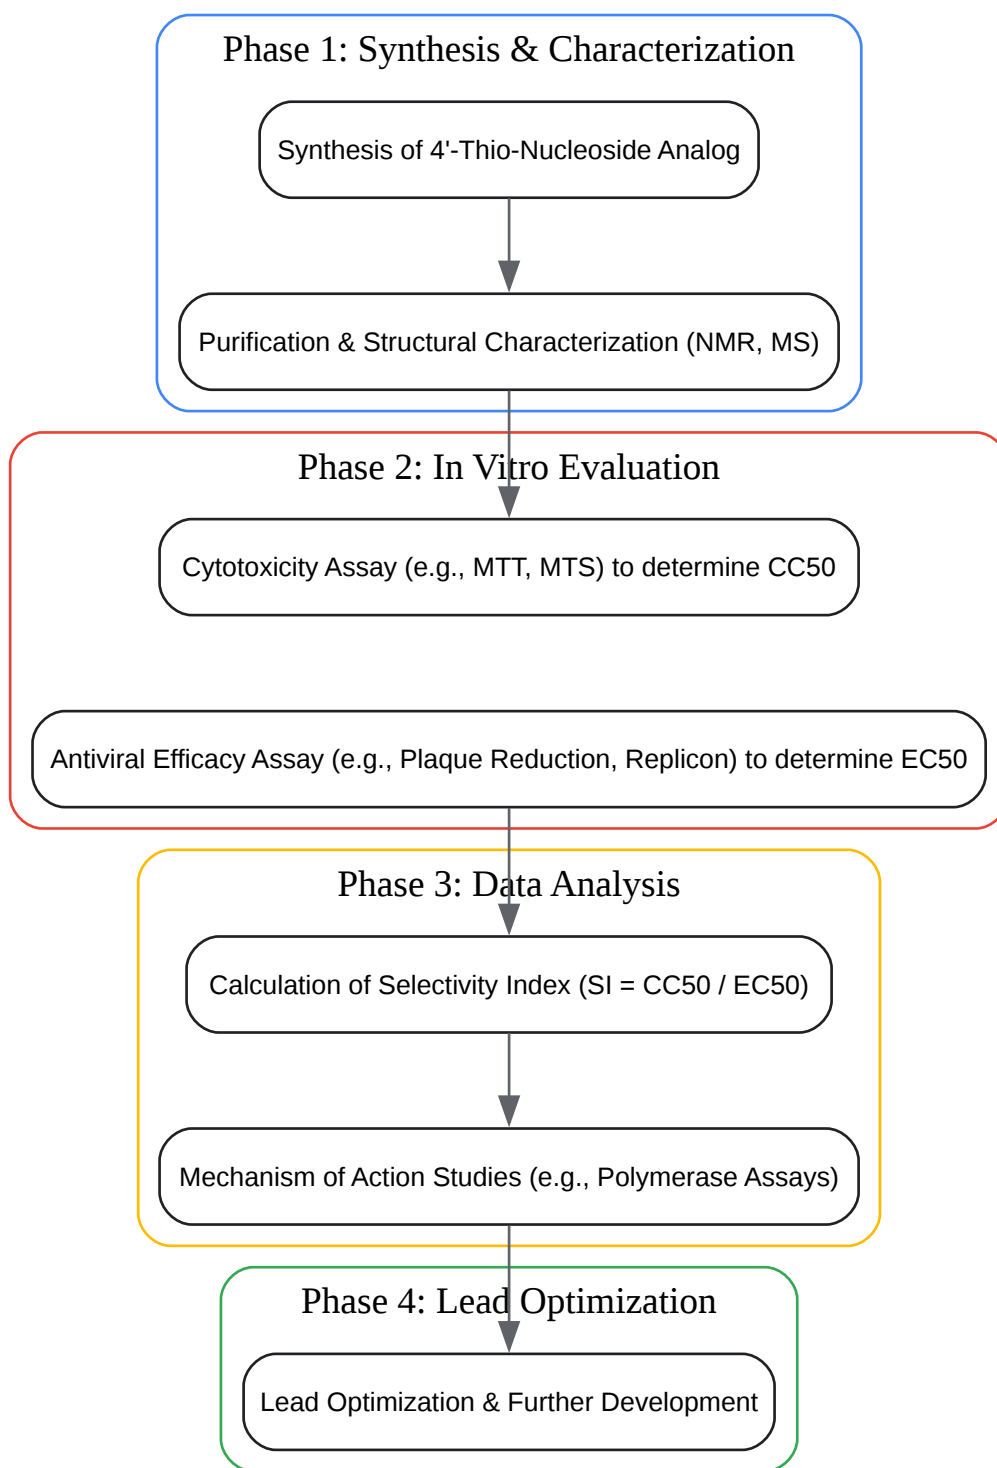 Phase 1: Synthesis & Characterization
Synthesis of 4'-Thio-Nucleoside Analog
Purification & Structural Characterization (NMR, MS)
Phase 2: In Vitro Evaluation
Cytotoxicity Assay (e.g., MTT, MTS) to determine CC50
Antiviral Efficacy Assay (e.g., Plaque Reduction, Replicon) to determine EC50
Phase 3: Data Analysis
Calculation of Selectivity Index (SI = CC50 / EC50)
Mechanism of Action Studies (e.g., Polymerase Assays)
Phase 4: Lead Optimization
Lead Optimization & Further Development